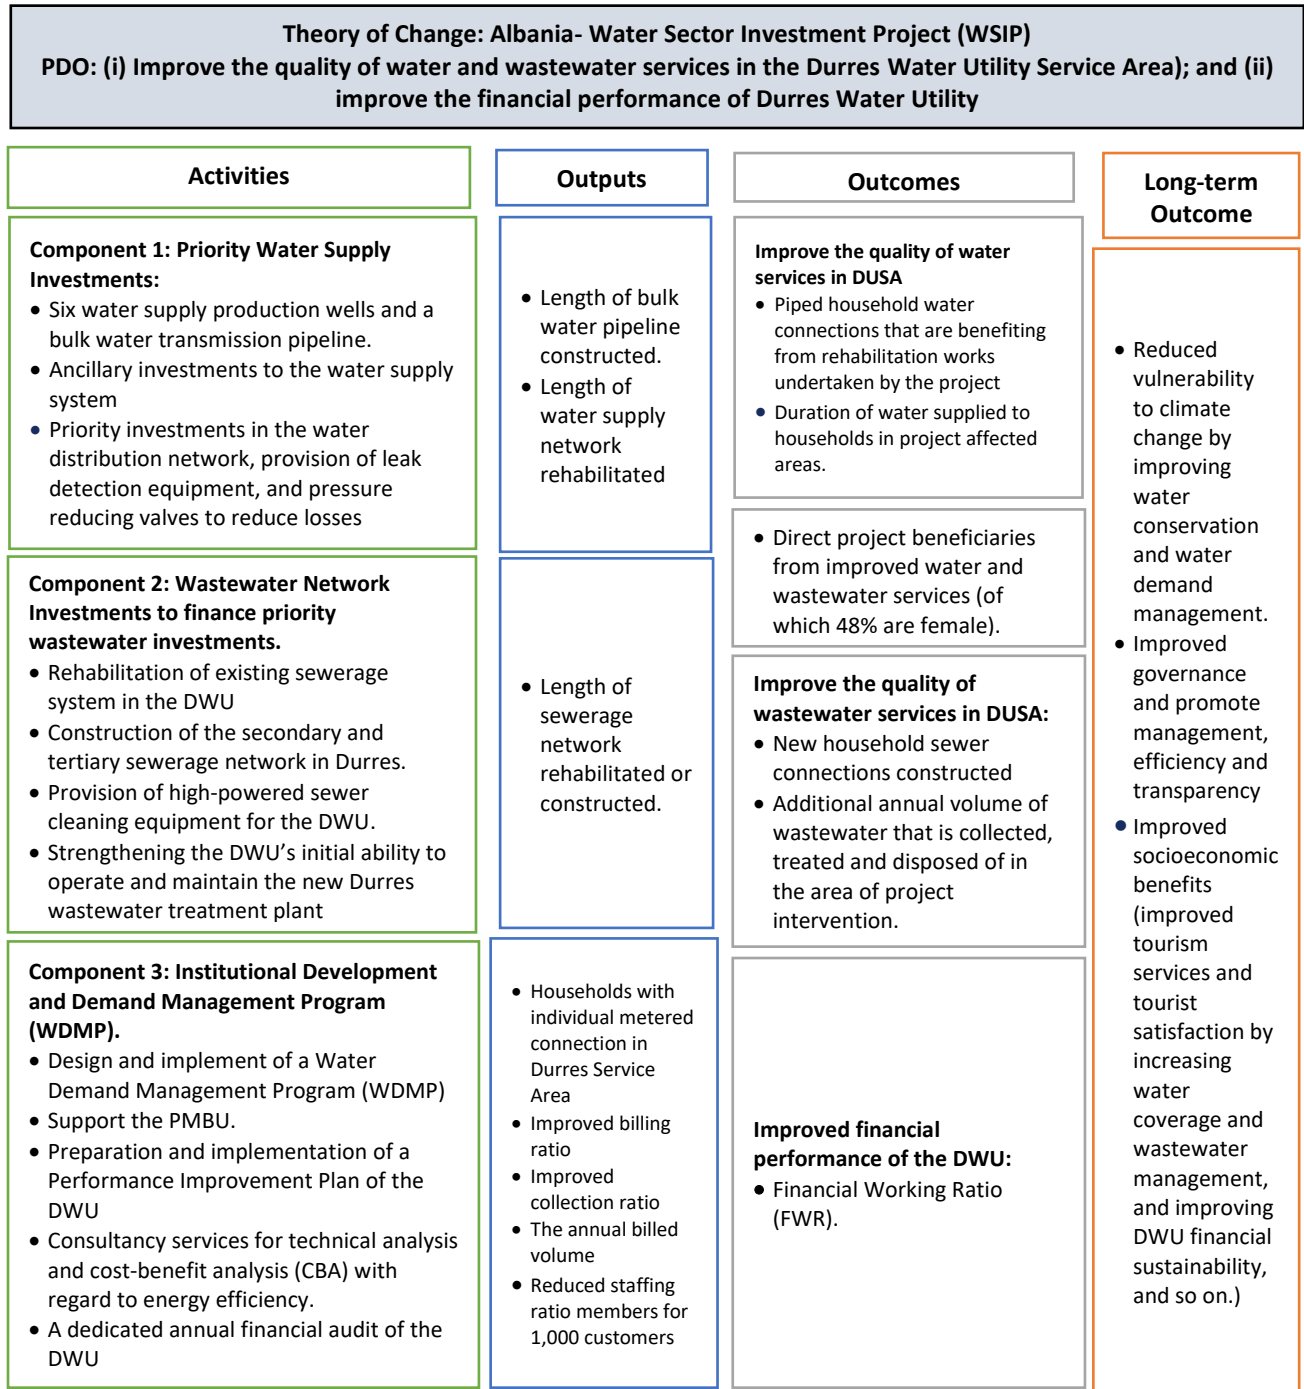 Theory of Change: Albania- Water Sector Investment Project (WSIP)
PDO: (i) Improve the quality of water and wastewater services in the Durres Water Utility Service Area); and (ii)
improve the financial performance of Durres Water Utility
Activities
Component 1: Priority Water Supply
Investments:
• Six water supply production wells and a
bulk water transmission pipeline.
• Ancillary investments to the water supply
system
• Priority investments in the water
distribution network, provision of leak
detection equipment, and pressure
reducing valves to reduce losses
Component 2: Wastewater Network
Investments to finance priority
wastewater investments.
• Rehabilitation of existing sewerage
system in the DWU
• Construction of the secondary and
tertiary sewerage network in Durres.
• Provision of high-powered sewer
cleaning equipment for the DWU.
• Strengthening the DWU’s initial ability to
operate and maintain the new Durres
wastewater treatment plant
Component 3: Institutional Development
and Demand Management Program
(WDMP).
• Design and implement of a Water
Demand Management Program (WDMP)
• Support the PMBU.
• Preparation and implementation of a
Performance Improvement Plan of the
DWU
• Consultancy services for technical analysis
and cost-benefit analysis (CBA) with
regard to energy efficiency.
• A dedicated annual financial audit of the
DWU
Outputs
• Length of bulk
water pipeline
constructed.
• Length of
water supply
network
rehabilitated
• Length of
sewerage
network
rehabilitated or
constructed.
• Households with
individual metered
connection in
Durres Service
Area
• Improved billing
ratio
• Improved
collection ratio
• The annual billed
volume
• Reduced staffing
ratio members for
1,000 customers
Outcomes
Improve the quality of water
services in DUSA
• Piped household water
connections that are benefiting
from rehabilitation works
undertaken by the project
• Duration of water supplied to
households in project affected
areas.
• Direct project beneficiaries
from improved water and
wastewater services (of
which 48% are female).
Improve the quality of
wastewater services in DUSA:
• New household sewer
connections constructed
• Additional annual volume of
wastewater that is collected,
treated and disposed of in
the area of project
intervention.
Improved financial
performance of the DWU:
• Financial Working Ratio
(FWR).
Long-term
Outcome
• Reduced
vulnerability
to climate
change by
improving
water
conservation
and water
demand
management.
• Improved
governance
and promote
management,
efficiency and
transparency
• Improved
socioeconomic
benefits
(improved
tourism
services and
tourist
satisfaction by
increasing
water
coverage and
wastewater
management,
and improving
DWU financial
sustainability,
and so on.)